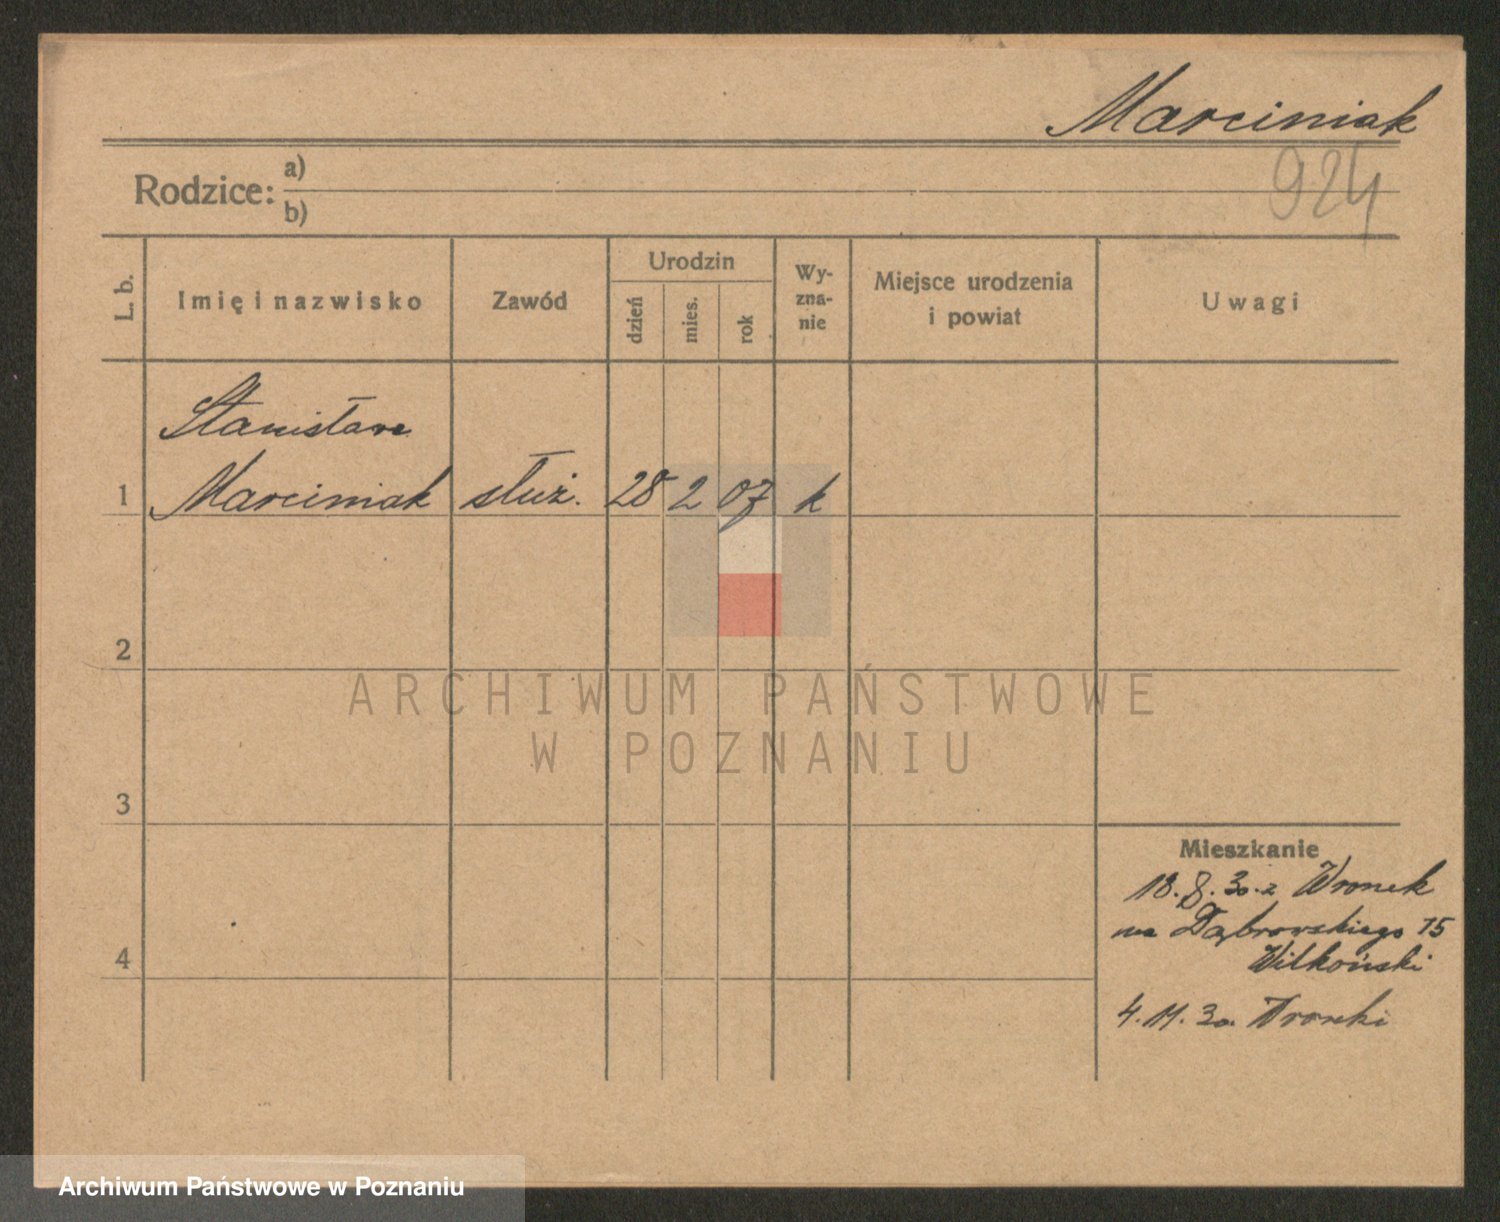 Marciniak
924
Rodzice: a)
b)
L. b.
Imię i nazwisko
Zawód
Urodzin
dzień
mies.
rok
Wy-
zna-
nie
Miejsce urodzenia
i powiat
Uwagi
Stanisława
1 Marciniak służ. 28 2 07 k
2
ARCHIWUM PAŃSTWOWE
W POZNANIU
3
Mieszkanie
18.8.30. z Wronek
na Dąbrowskiego 15
Wilkoński
4
4.11.30. Wronki
Archiwum Państwowe w Poznaniu